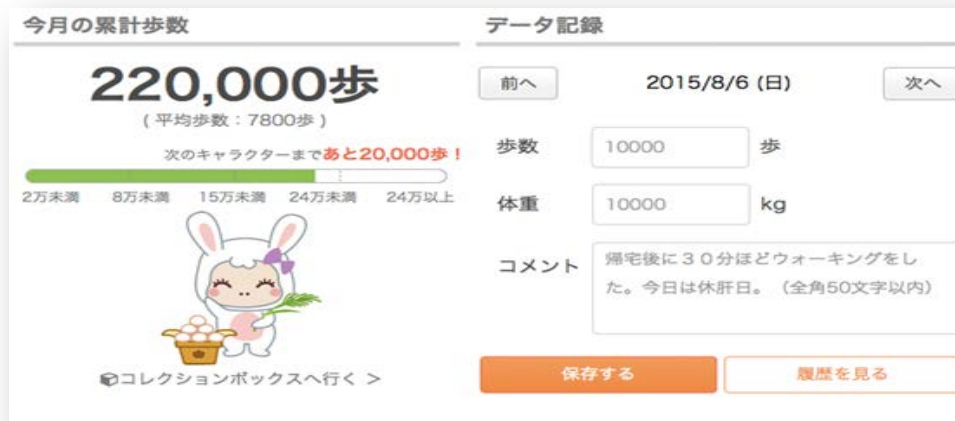 今月の累計歩数
220,000歩
( 平均歩数：7800歩 )
次のキャラクターまであと20,000歩！
2万未満 8万未満 15万未満 24万未満 24万以上
コレクションボックスへ行く >
データ記録
前へ 2015/8/6 (日) 次へ
歩数 10000 歩
体重 10000 kg
コメント 帰宅後に３０分ほどウォーキングをし
た。今日は休肝日。（全角50文字以内）
保存する 履歴を見る